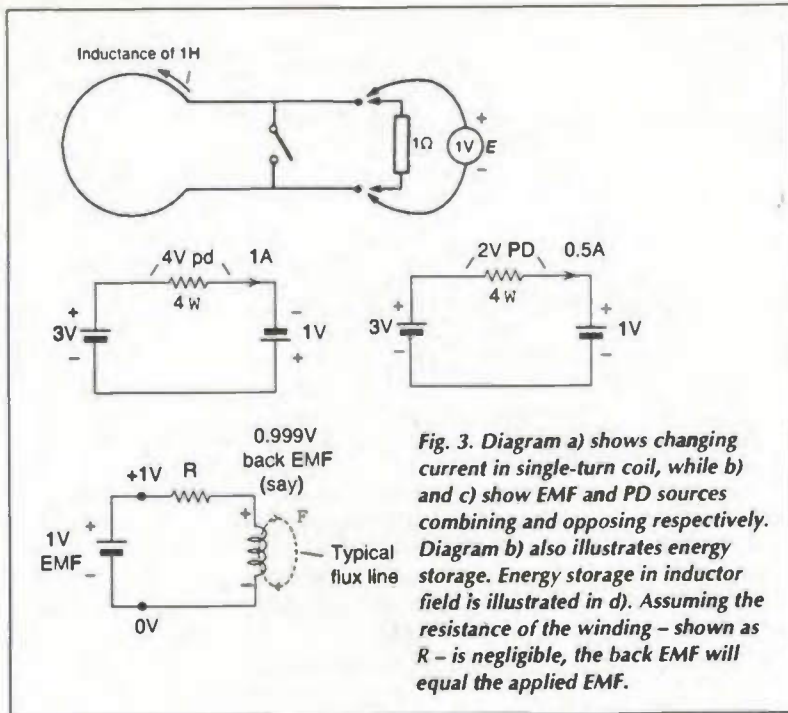 Inductance of 1H
I
+
1Ω
1V
E
−
4V pd
1A
4 W
+
3V
−
−
1V
+
2V PD
0.5A
4 W
+
3V
−
+
1V
−
0.999V
back EMF
(say)
+1V
R
+
1V
EMF
−
+
F
−
Typical
flux line
0V
Fig. 3. Diagram a) shows changing
current in single-turn coil, while b)
and c) show EMF and PD sources
combining and opposing respectively.
Diagram b) also illustrates energy
storage. Energy storage in inductor
field is illustrated in d). Assuming the
resistance of the winding – shown as
R – is negligible, the back EMF will
equal the applied EMF.